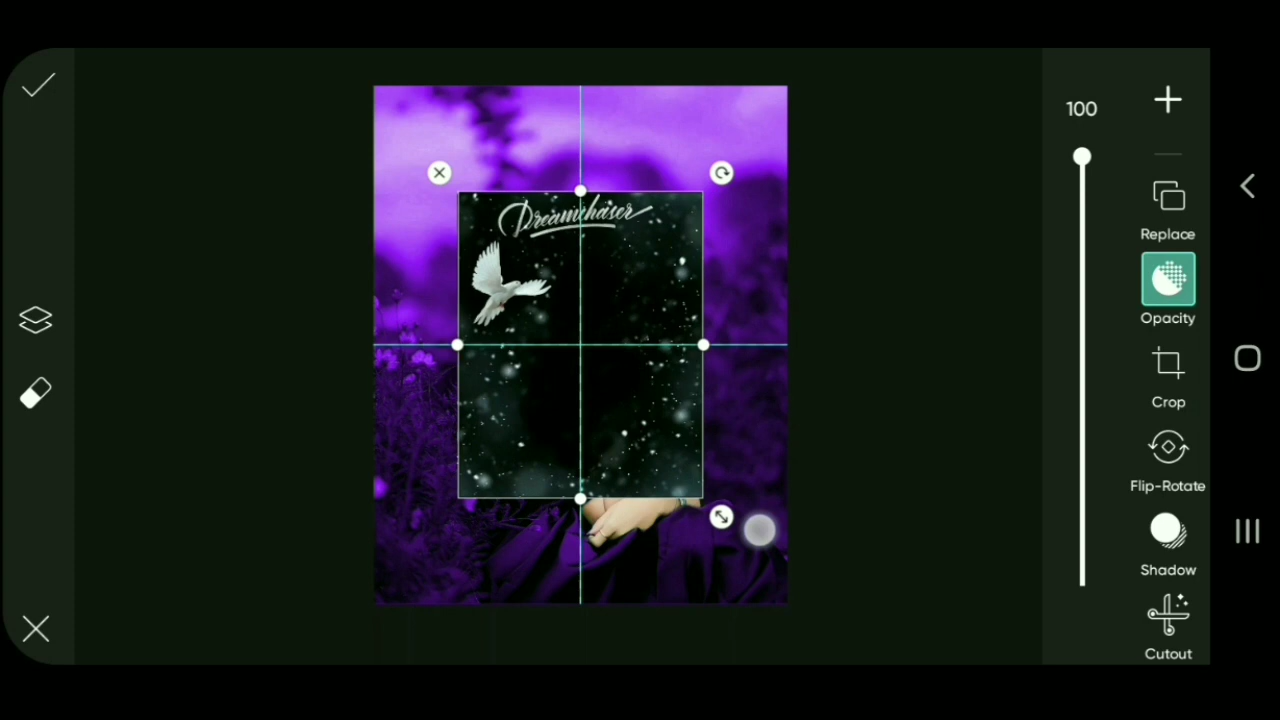 100
Replace
Dreamchaser
Opacity
Crop
Flip-Rotate
Shadow
Cutout